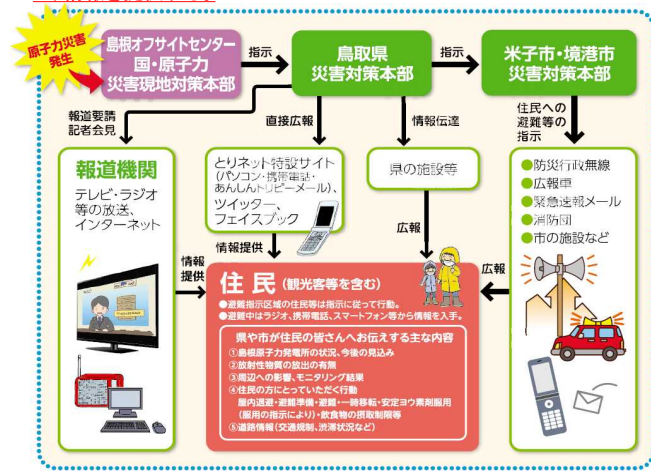 原子力災害
発生
島根オフサイトセンター
国・原子力
災害現地対策本部
指示
鳥取県
災害対策本部
指示
米子市・境港市
災害対策本部
報道要請
記者会見
直接広報
情報伝達
住民への
避難等の
指示
報道機関
テレビ・ラジオ
等の放送、
インターネット
とりネット特設サイト
(パソコン・携帯電話・
あんしんトリピーメール)、
ツイッター、
フェイスブック
県の施設等
●防災行政無線
●広報車
●緊急速報メール
●消防団
●市の施設など
情報
提供
情報提供
広報
広報
住民(観光客等を含む)
●避難指示区域の住民等は指示に従って行動。
●避難中はラジオ、携帯電話、スマートフォン等から情報を入手。
県や市が住民の皆さんへお伝えする主な内容
①島根原子力発電所の状況、今後の見込み
②放射性物質の放出の有無
③周辺への影響、モニタリング結果
④住民の方にとっていただく行動
屋内退避・避難準備・避難・一時移転・安定ヨウ素剤服用
(服用の指示により)・飲食物の摂取制限等
⑤道路情報(交通規制、渋滞状況など)